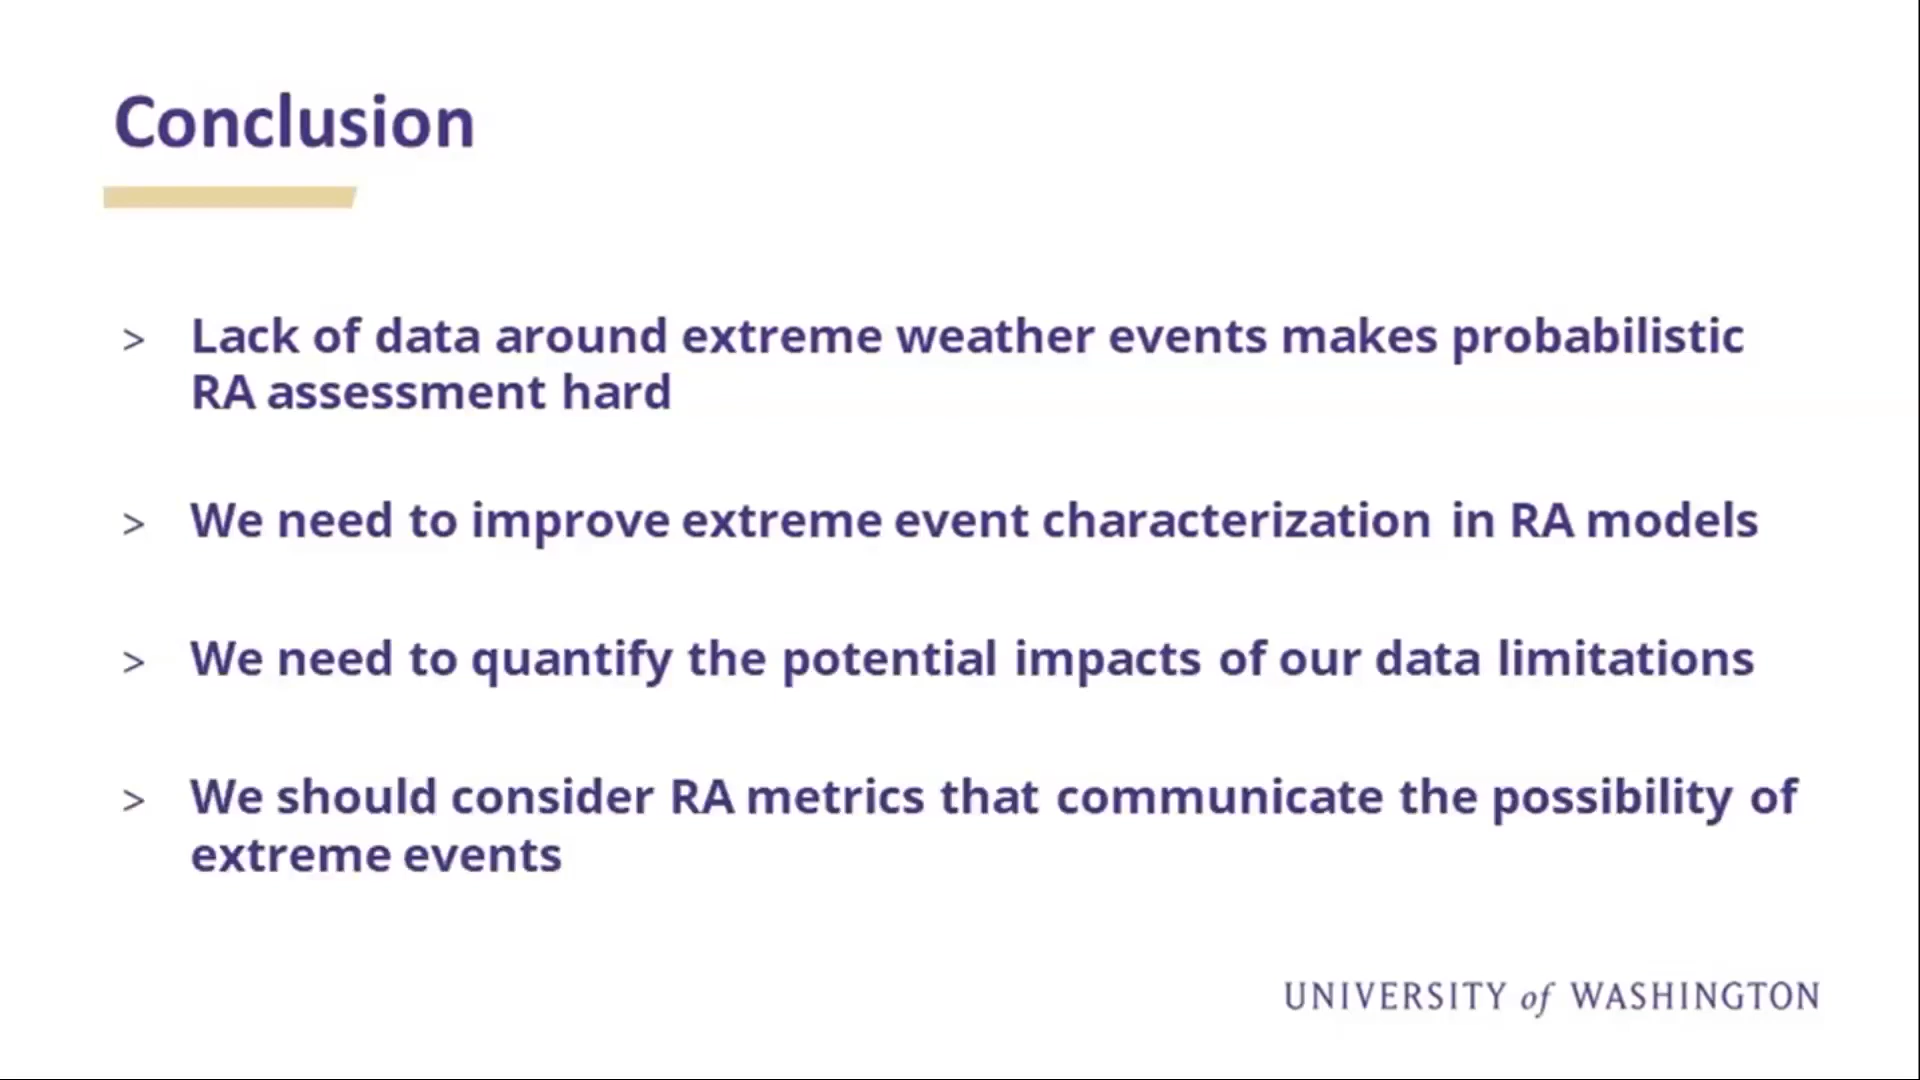 Conclusion
> Lack of data around extreme weather events makes probabilistic
RA assessment hard
> We need to improve extreme event characterization in RA models
> We need to quantify the potential impacts of our data limitations
> We should consider RA metrics that communicate the possibility of
extreme events
UNIVERSITY of WASHINGTON